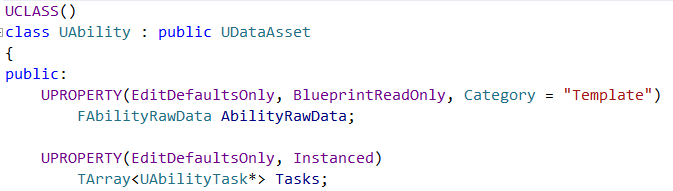 UCLASS()
class UAbility : public UDataAsset
{
public:
    UPROPERTY(EditDefaultsOnly, BlueprintReadOnly, Category = "Template")
        FAbilityRawData AbilityRawData;

    UPROPERTY(EditDefaultsOnly, Instanced)
        TArray<UAbilityTask*> Tasks;